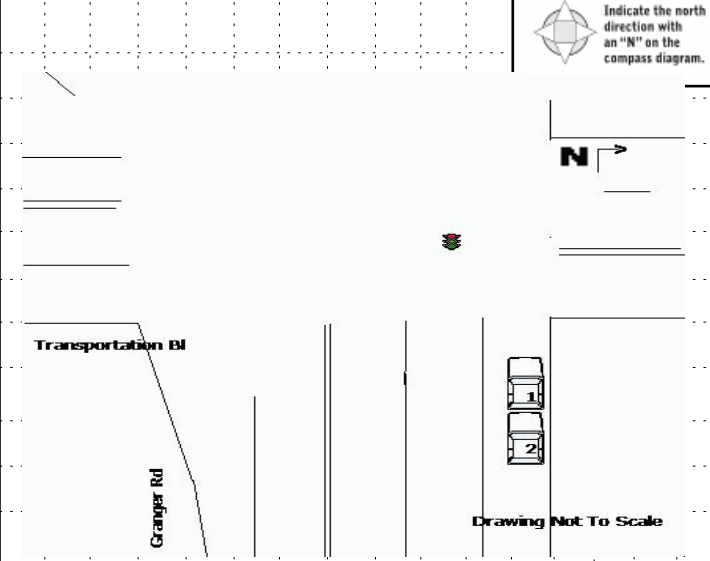 Indicate the north
direction with
an "N" on the
compass diagram.
N
Transportation Bl
1
2
Granger Rd
Drawing Not To Scale